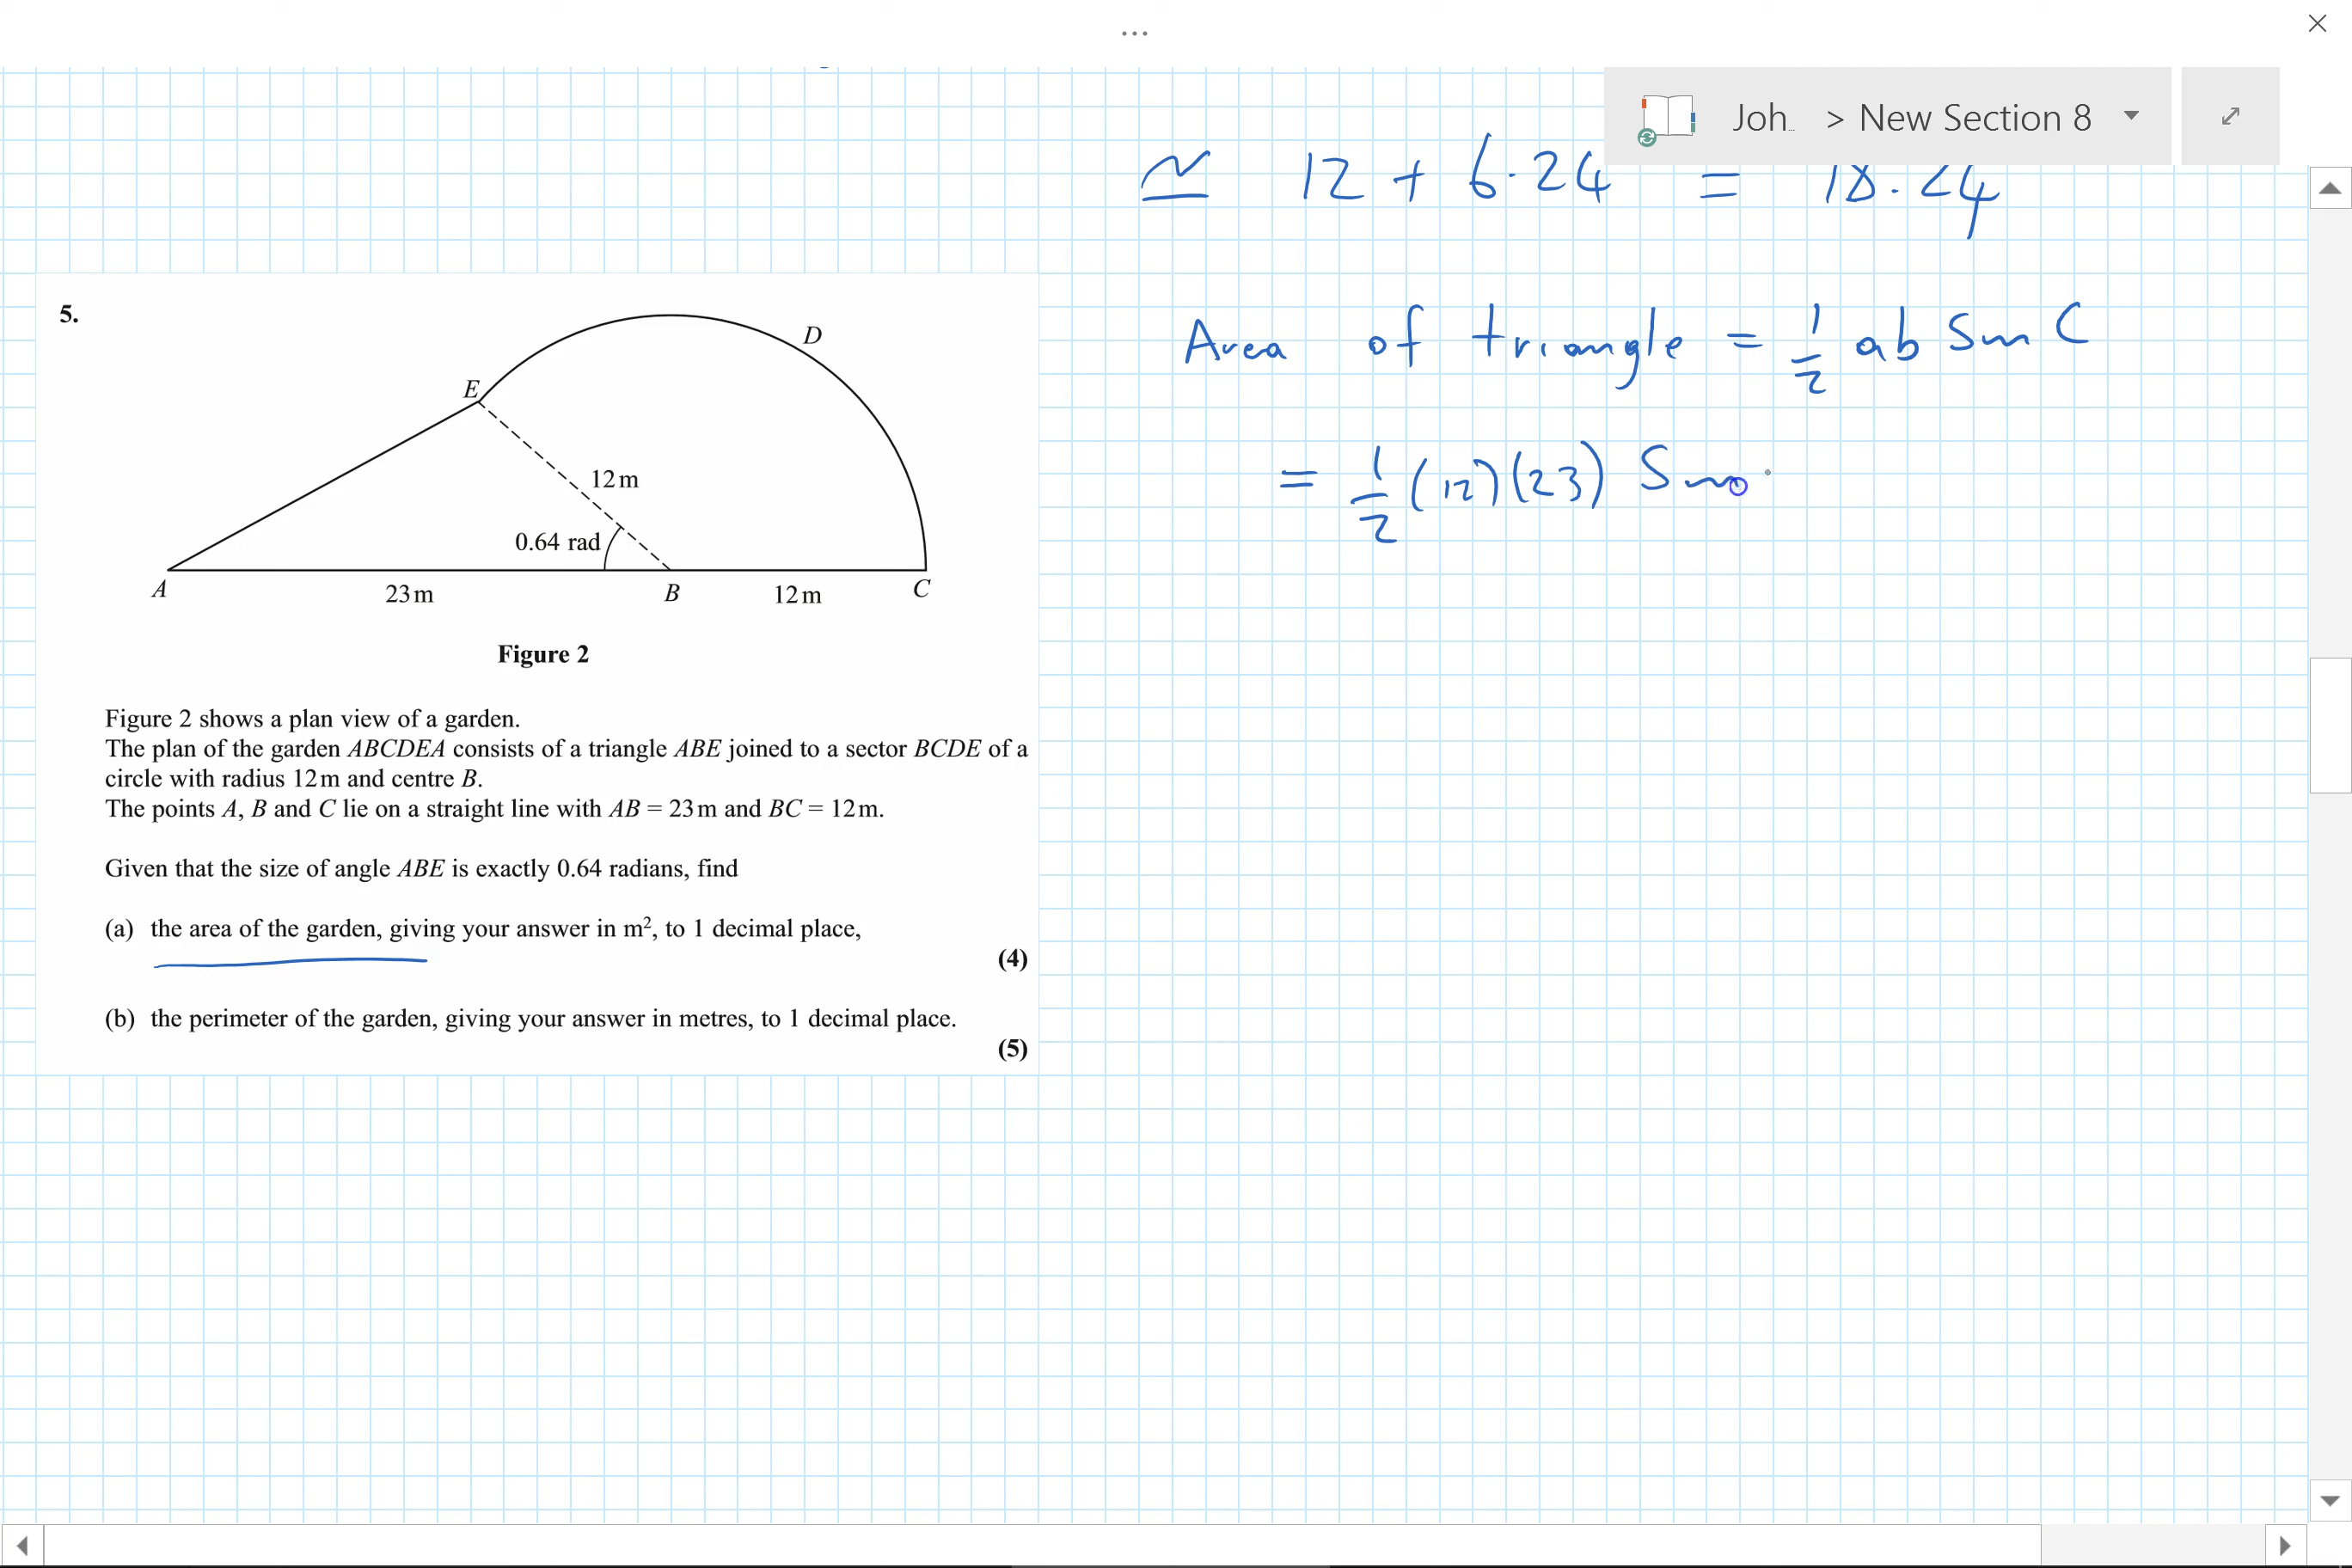 Joh... > New Section 8
≃ 12 + 6.24 = 18.24
5.
D
E
12 m
0.64 rad
A
23 m
B
12 m
C
Figure 2
Figure 2 shows a plan view of a garden.
The plan of the garden ABCDEA consists of a triangle ABE joined to a sector BCDE of a
circle with radius 12 m and centre B.
The points A, B and C lie on a straight line with AB = 23 m and BC = 12 m.
Given that the size of angle ABE is exactly 0.64 radians, find
(a) the area of the garden, giving your answer in m², to 1 decimal place,
(4)
(b) the perimeter of the garden, giving your answer in metres, to 1 decimal place.
(5)
Area of triangle = 1/2 ab Sin C
= 1/2 (12)(23) Sin